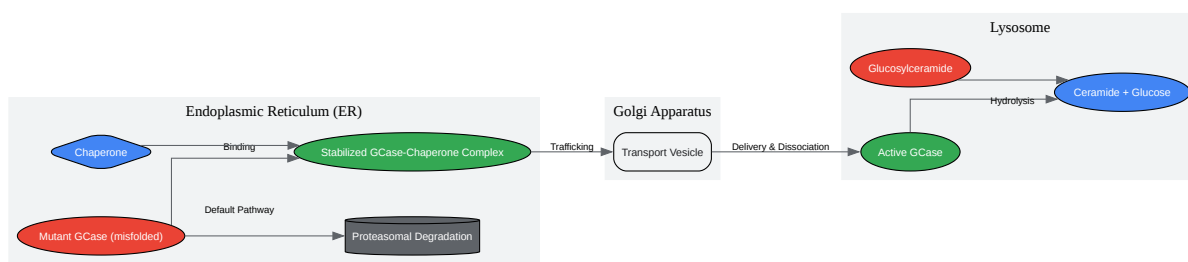 Endoplasmic Reticulum (ER)
Chaperone
Binding
Stabilized GCase-Chaperone Complex
Default Pathway
Mutant GCase (misfolded)
Proteasomal Degradation
Trafficking
Golgi Apparatus
Transport Vesicle
Delivery & Dissociation
Lysosome
Glucosylceramide
Ceramide + Glucose
Hydrolysis
Active GCase